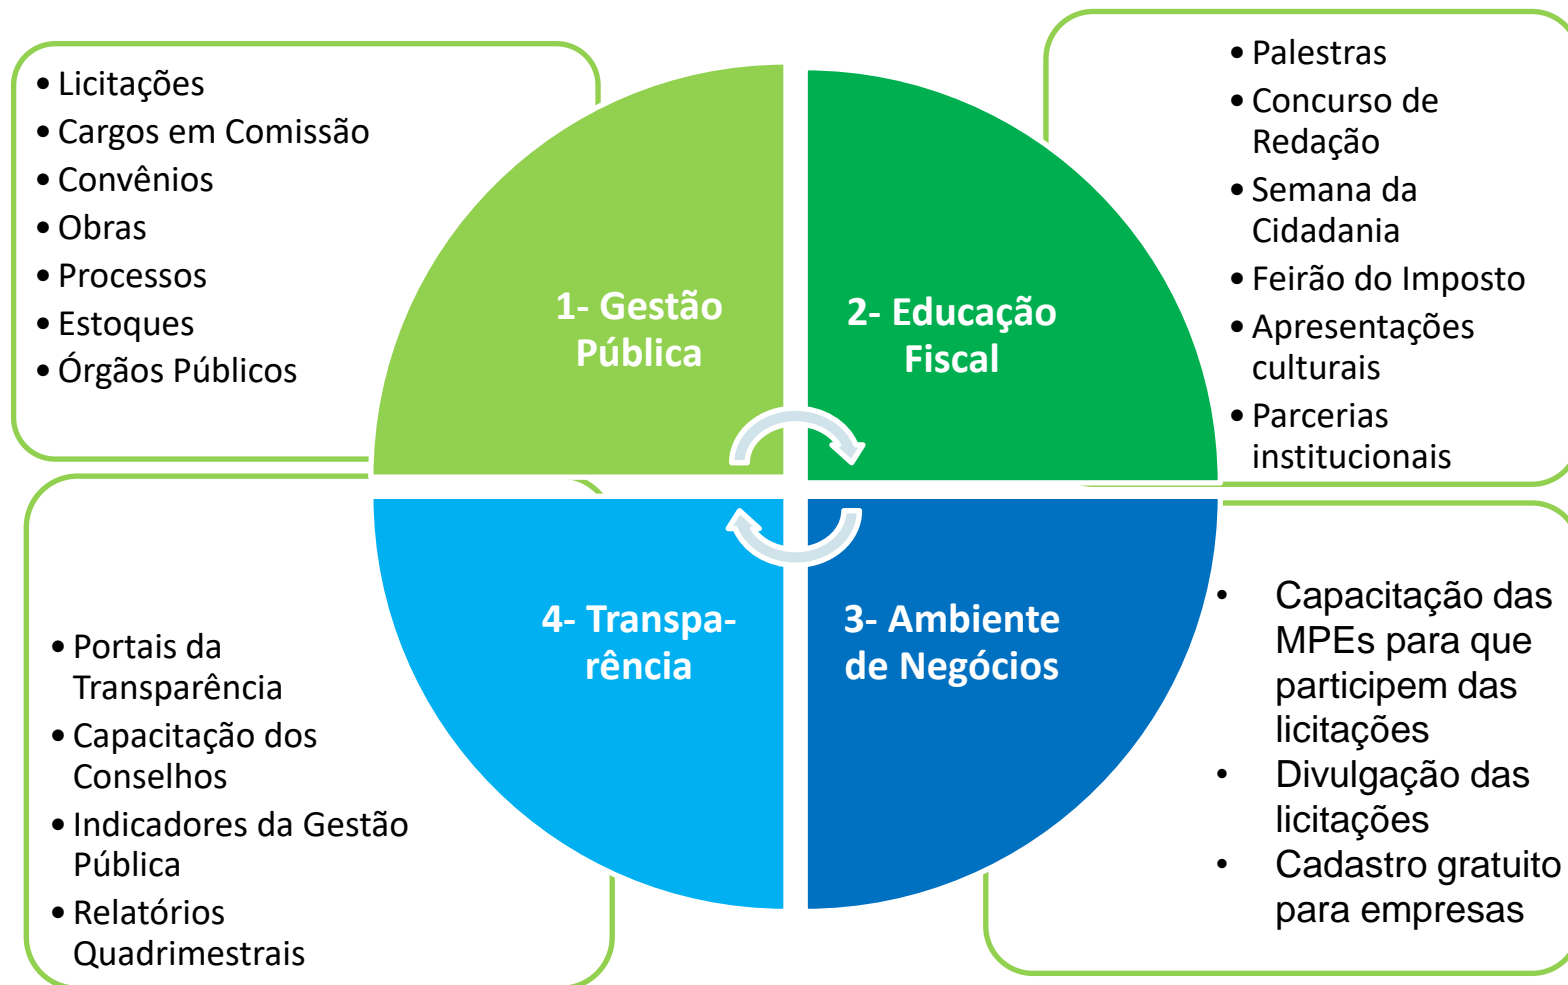 • Licitações
• Cargos em Comissão
• Convênios
• Obras
• Processos
• Estoques
• Órgãos Públicos
1- Gestão
Pública
2- Educação
Fiscal
• Palestras
• Concurso de
Redação
• Semana da
Cidadania
• Feirão do Imposto
• Apresentações
culturais
• Parcerias
institucionais
• Portais da
Transparência
• Capacitação dos
Conselhos
• Indicadores da Gestão
Pública
• Relatórios
Quadrimestrais
4- Transpa-
rência
3- Ambiente
de Negócios
• Capacitação das
MPEs para que
participem das
licitações
• Divulgação das
licitações
• Cadastro gratuito
para empresas